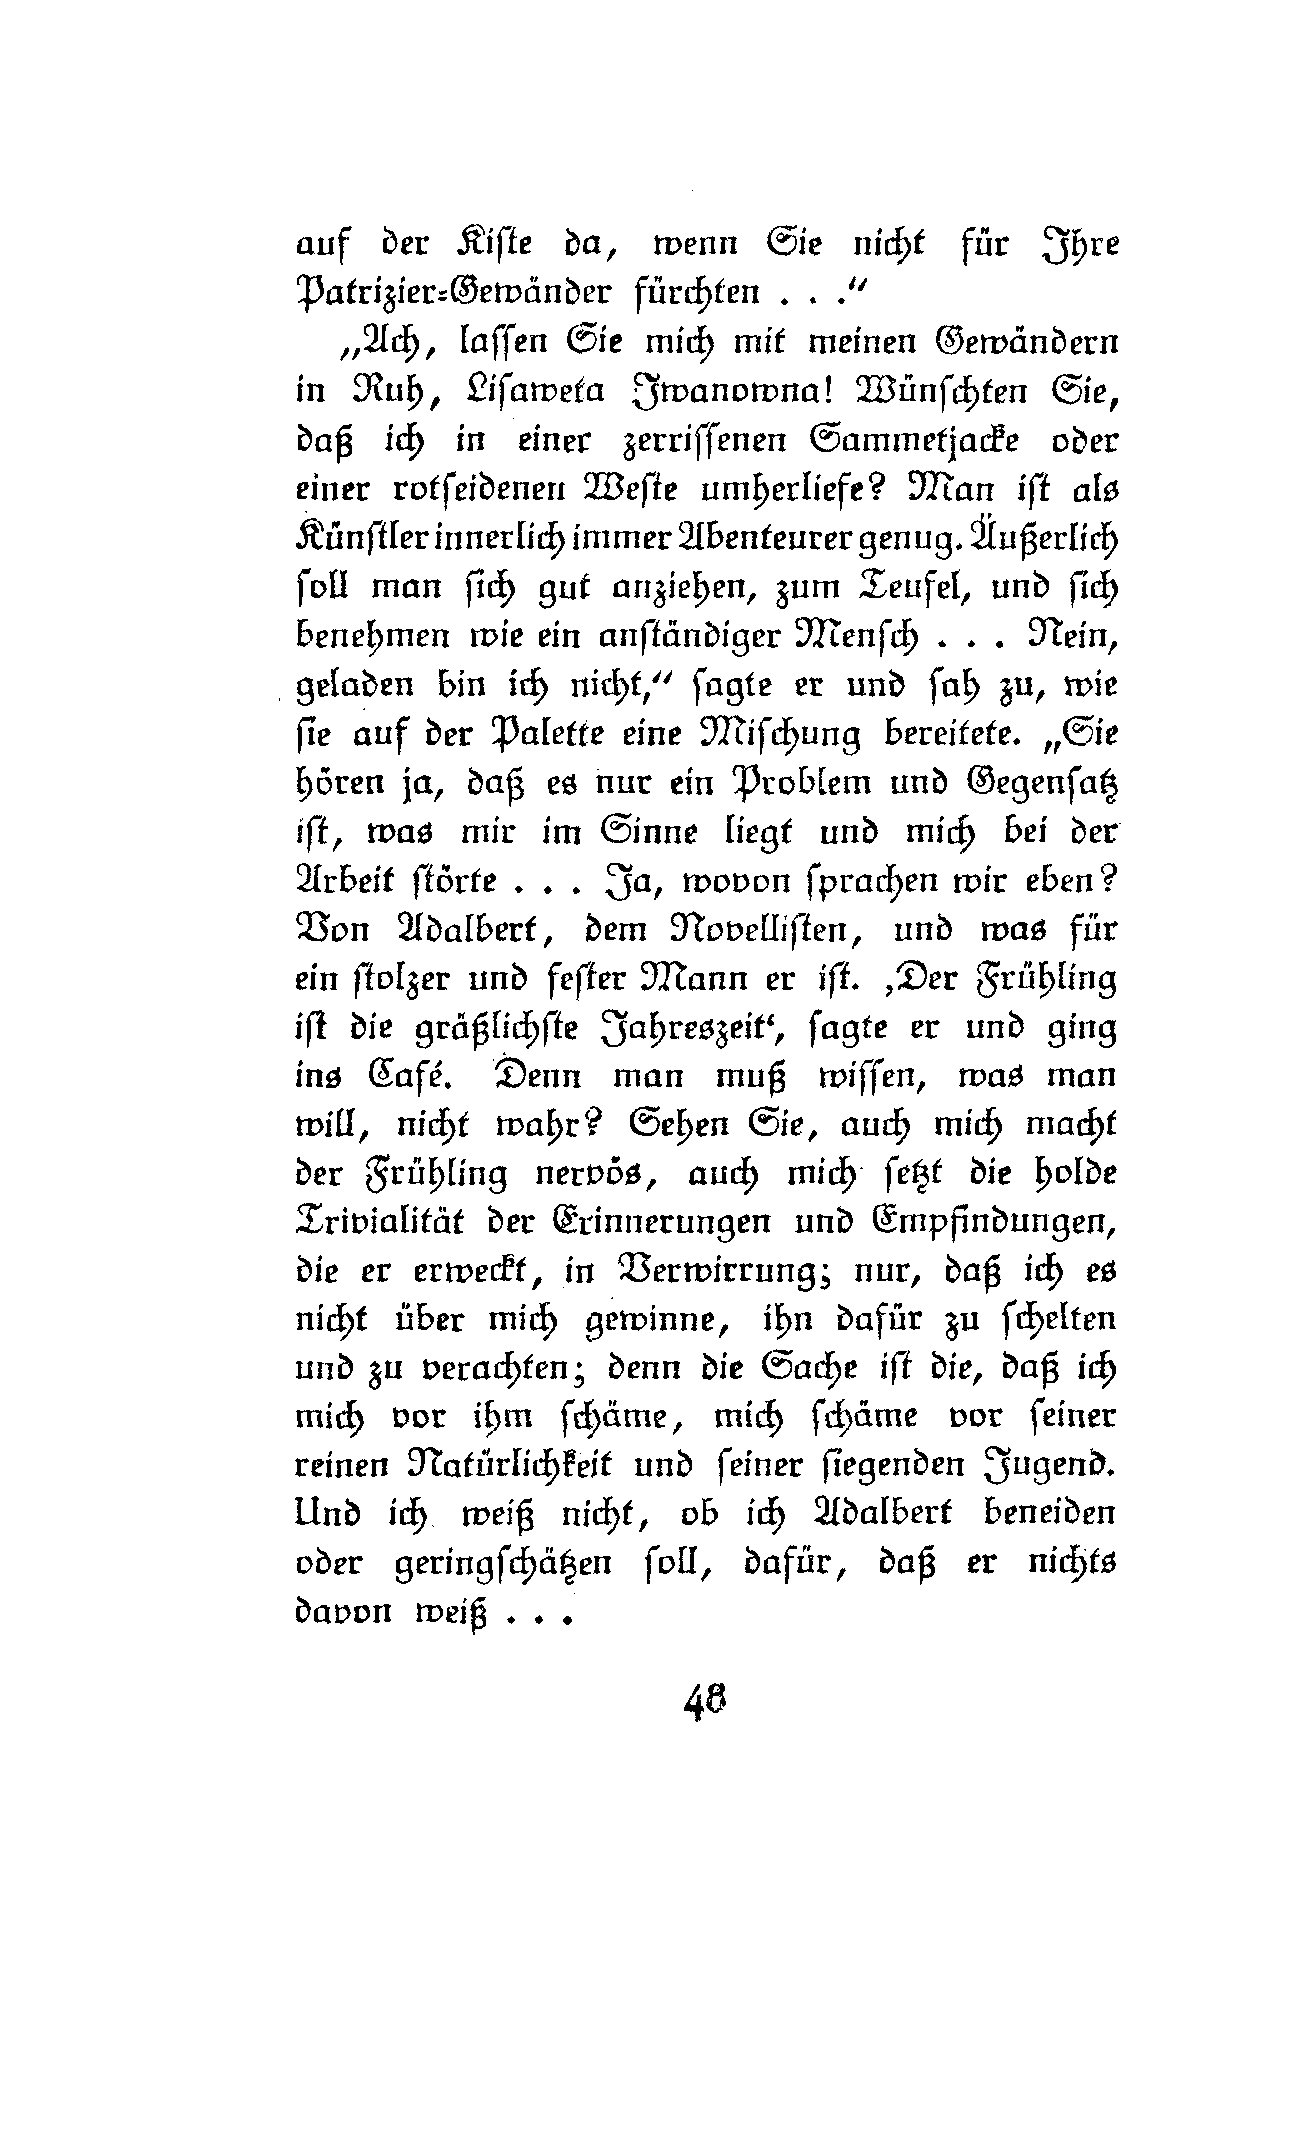 auf der Kiste da, wenn Sie nicht für Ihre
Patrizier-Gewänder fürchten . . ."
„Ach, lassen Sie mich mit meinen Gewändern
in Ruh, Lisaweta Iwanowna! Wünschten Sie,
daß ich in einer zerrissenen Sammetjacke oder
einer rotseidenen Weste umherliefe? Man ist als
Künstler innerlich immer Abenteurer genug. Äußerlich
soll man sich gut anziehen, zum Teufel, und sich
benehmen wie ein anständiger Mensch . . . Nein,
geladen bin ich nicht," sagte er und sah zu, wie
sie auf der Palette eine Mischung bereitete. „Sie
hören ja, daß es nur ein Problem und Gegensatz
ist, was mir im Sinne liegt und mich bei der
Arbeit störte . . . Ja, wovon sprachen wir eben?
Von Adalbert, dem Novellisten, und was für
ein stolzer und fester Mann er ist. ‚Der Frühling
ist die gräßlichste Jahreszeit‘, sagte er und ging
ins Café. Denn man muß wissen, was man
will, nicht wahr? Sehen Sie, auch mich macht
der Frühling nervös, auch mich setzt die holde
Trivialität der Erinnerungen und Empfindungen,
die er erweckt, in Verwirrung; nur, daß ich es
nicht über mich gewinne, ihn dafür zu schelten
und zu verachten; denn die Sache ist die, daß ich
mich vor ihm schäme, mich schäme vor seiner
reinen Natürlichkeit und seiner siegenden Jugend.
Und ich weiß nicht, ob ich Adalbert beneiden
oder geringschätzen soll, dafür, daß er nichts
davon weiß . . .
48